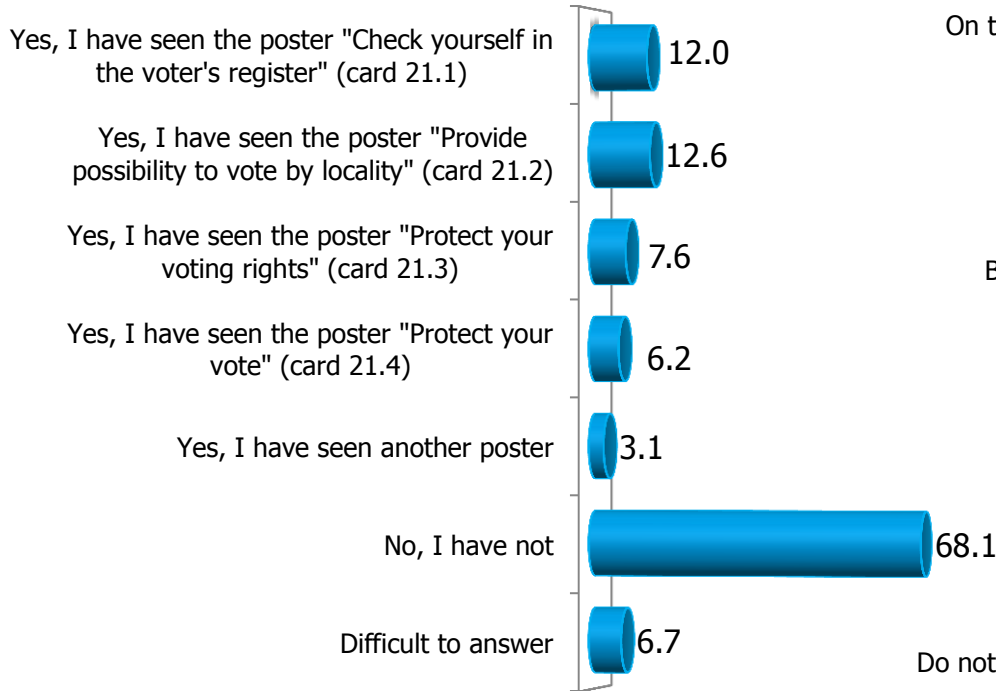 Yes, I have seen the poster "Check yourself in
the voter's register" (card 21.1)
12.0
Yes, I have seen the poster "Provide
possibility to vote by locality" (card 21.2)
12.6
Yes, I have seen the poster "Protect your
voting rights" (card 21.3)
7.6
Yes, I have seen the poster "Protect your
vote" (card 21.4)
6.2
Yes, I have seen another poster
3.1
No, I have not
68.1
Difficult to answer
6.7
On t
B
Do not